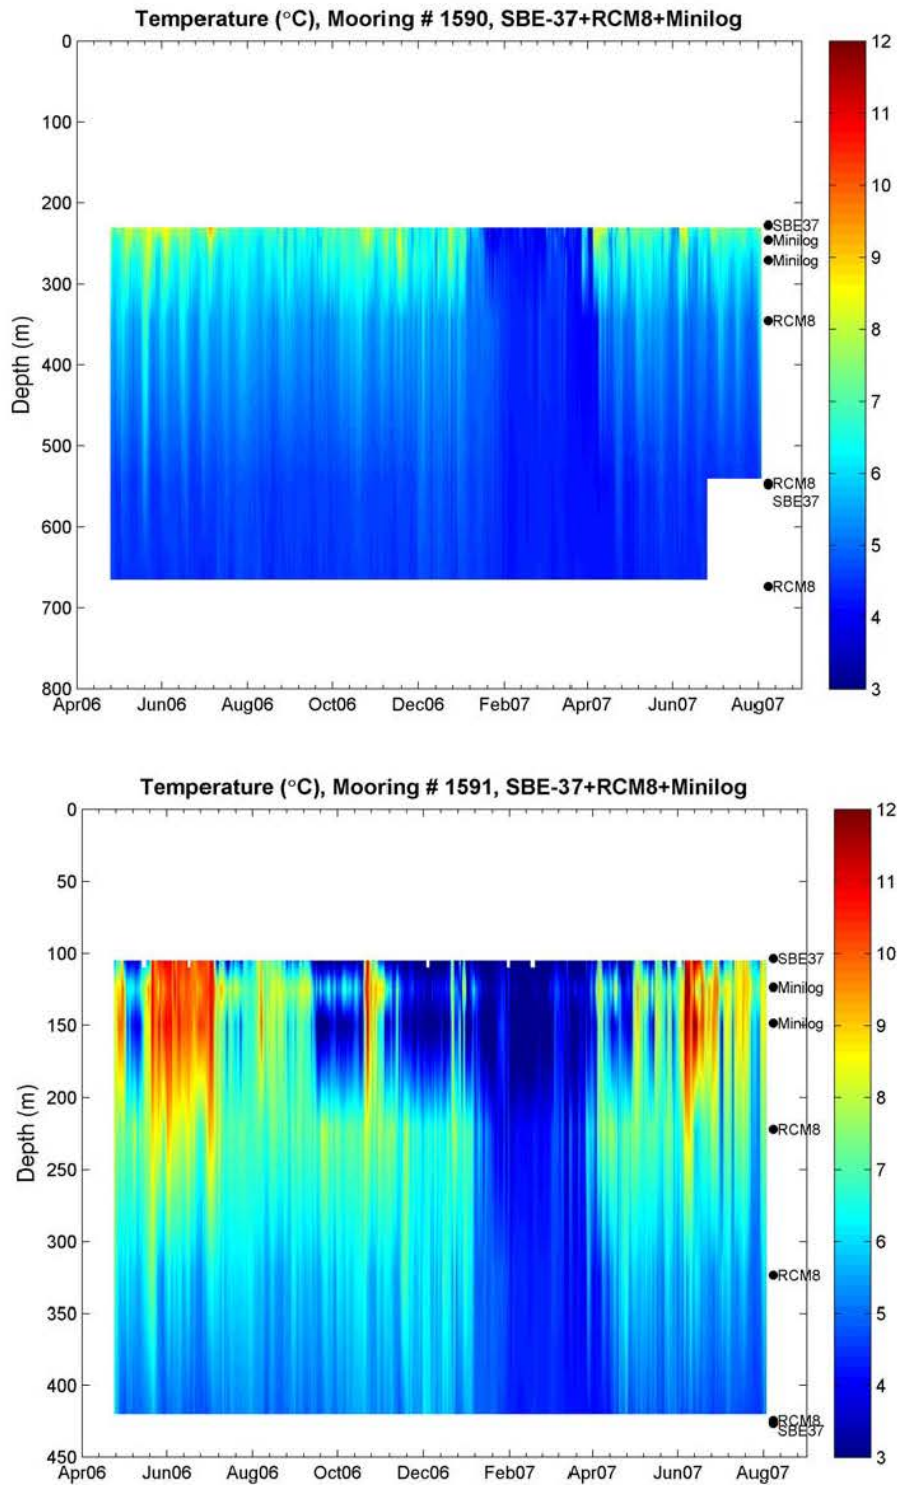 Temperature (°C), Mooring # 1590, SBE-37+RCM8+Minilog
0
100
200
300
400
500
600
700
800
Depth (m)
Apr06 Jun06 Aug06 Oct06 Dec06 Feb07 Apr07 Jun07 Aug07
SBE37
Minilog
Minilog
RCM8
RCM8
SBE37
RCM8
12
11
10
9
8
7
6
5
4
3
Temperature (°C), Mooring # 1591, SBE-37+RCM8+Minilog
0
50
100
150
200
250
300
350
400
450
Depth (m)
Apr06 Jun06 Aug06 Oct06 Dec06 Feb07 Apr07 Jun07 Aug07
SBE37
Minilog
Minilog
RCM8
RCM8
RCM8
SBE37
12
11
10
9
8
7
6
5
4
3